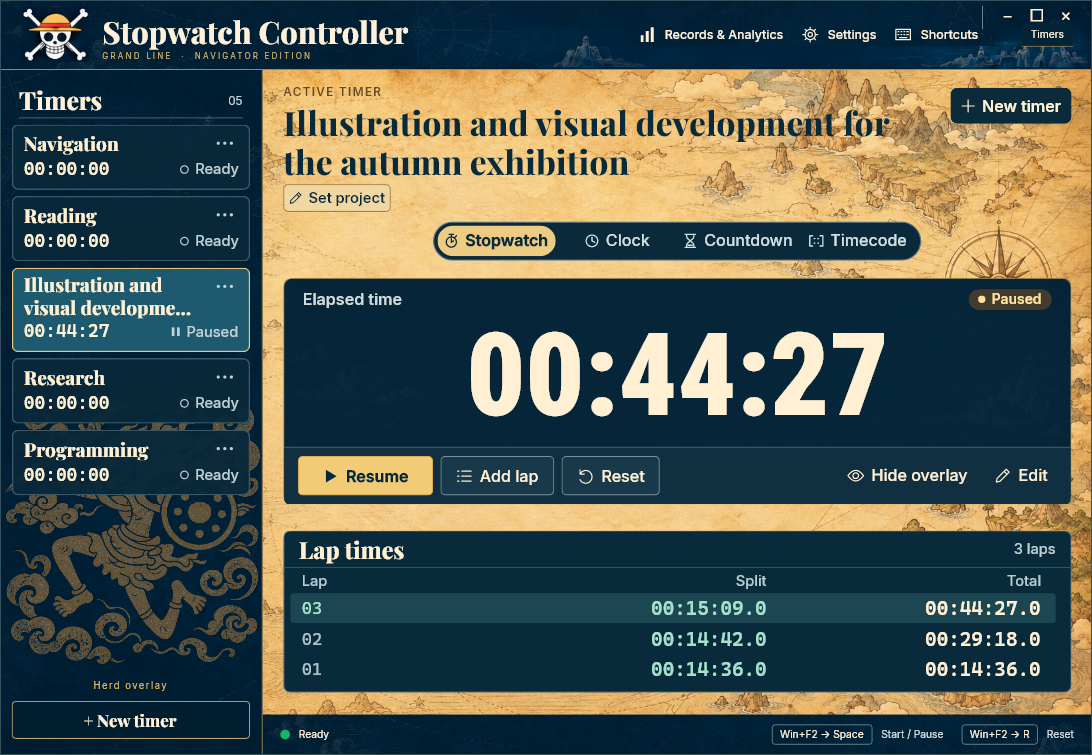 Stopwatch Controller
GRAND LINE · NAVIGATOR EDITION
Records & Analytics
Settings
Shortcuts
Timers
Timers
05
Navigation
00:00:00
Ready
Reading
00:00:00
Ready
Illustration and
visual developme...
00:44:27
Paused
Research
00:00:00
Ready
Programming
00:00:00
Ready
Herd overlay
+ New timer
ACTIVE TIMER
Illustration and visual development for
the autumn exhibition
Set project
+ New timer
Stopwatch
Clock
Countdown
Timecode
Elapsed time
Paused
00:44:27
Resume
Add lap
Reset
Hide overlay
Edit
Lap times
3 laps
Lap Split Total
03 00:15:09.0 00:44:27.0
02 00:14:42.0 00:29:18.0
01 00:14:36.0 00:14:36.0
Ready
Win+F2 → Space Start / Pause
Win+F2 → R Reset